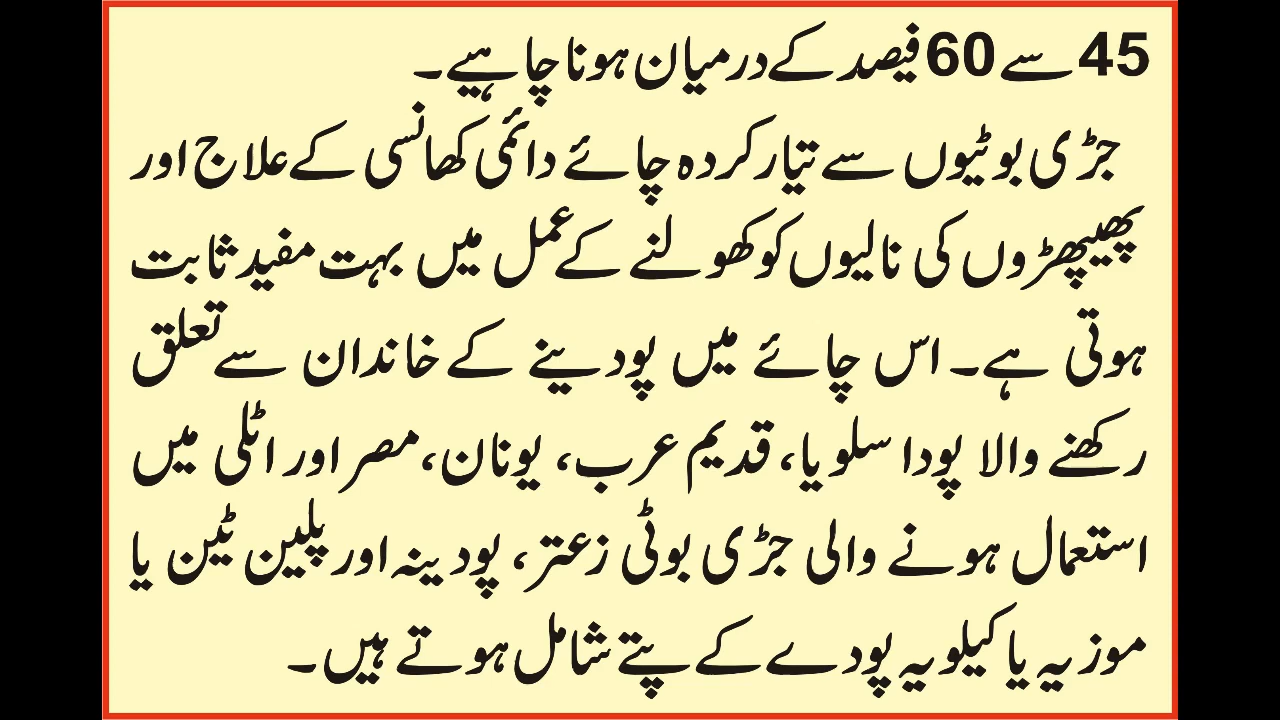 45 سے 60 فیصد کے درمیان ہونا چاہیے۔
جڑی بوٹیوں سے تیار کردہ چائے دائمی کھانسی کے علاج اور
پھیپھڑوں کی نالیوں کو کھولنے کے عمل میں بہت مفید ثابت
ہوتی ہے۔ اس چائے میں پودینے کے خاندان سے تعلق
رکھنے والا پودا سلویا، قدیم عرب، یونان، مصر اور اٹلی میں
استعمال ہونے والی جڑی بوٹی زعتر، پودینہ اور پلین ٹین یا
موزیہ یا کیلویہ پودے کے پتے شامل ہوتے ہیں۔